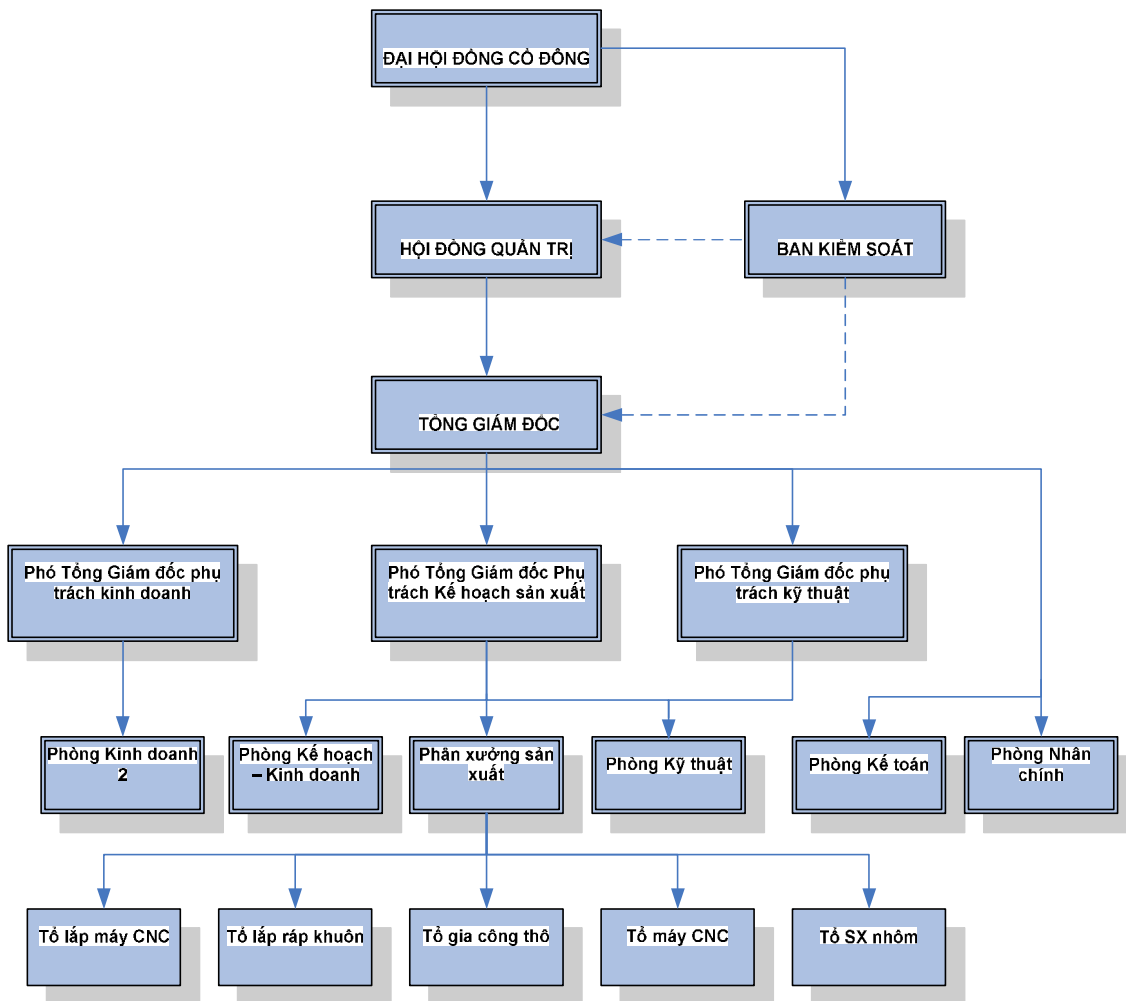 ĐẠI HỘI ĐỒNG CỔ ĐÔNG
HỘI ĐỒNG QUẢN TRỊ
BAN KIỂM SOÁT
TỔNG GIÁM ĐỐC
Phó Tổng Giám đốc phụ
trách kinh doanh
Phó Tổng Giám đốc Phụ
trách Kế hoạch sản xuất
Phó Tổng Giám đốc phụ
trách kỹ thuật
Phòng Kinh doanh
2
Phòng Kế hoạch
– Kinh doanh
Phân xưởng sản
xuất
Phòng Kỹ thuật
Phòng Kế toán
Phòng Nhân
chính
Tổ lắp máy CNC
Tổ lắp ráp khuôn
Tổ gia công thô
Tổ máy CNC
Tổ SX nhôm